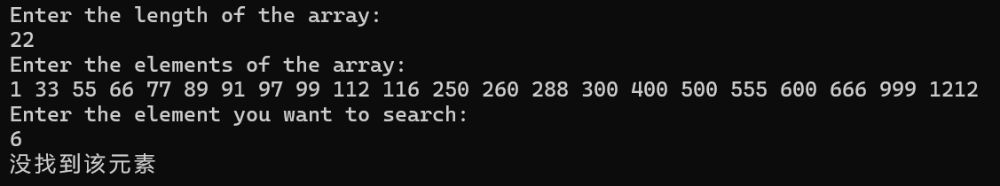 Enter the length of the array:
22
Enter the elements of the array:
1 33 55 66 77 89 91 97 99 112 116 250 260 288 300 400 500 555 600 666 999 1212
Enter the element you want to search:
6
没找到该元素